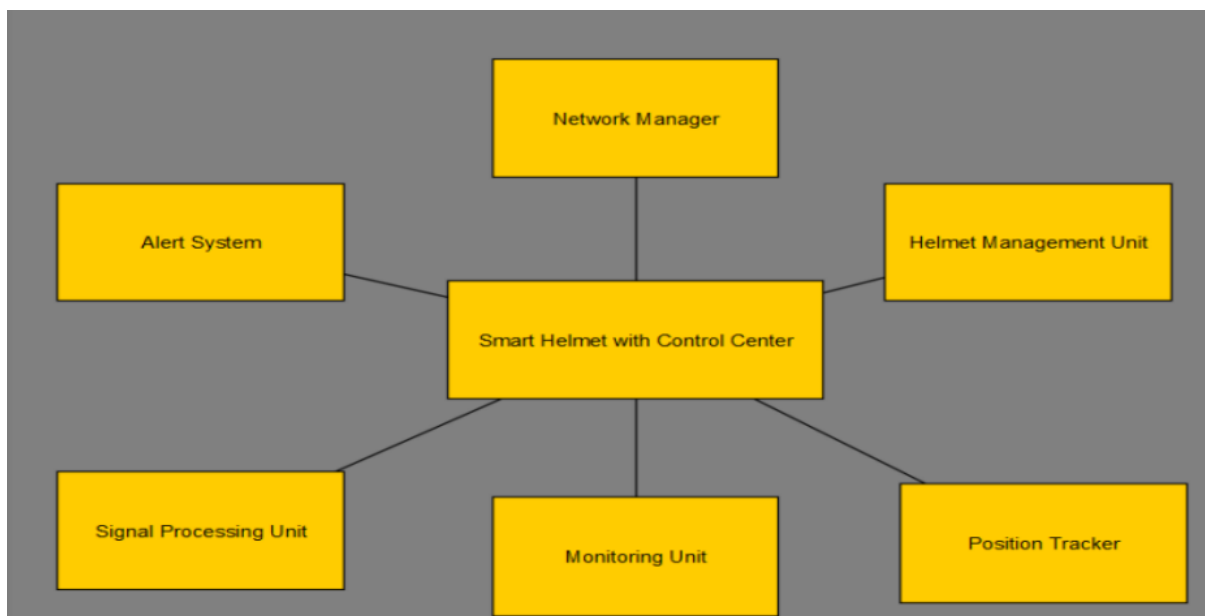 Network Manager
Alert System
Helmet Management Unit
Smart Helmet with Control Center
Signal Processing Unit
Monitoring Unit
Position Tracker